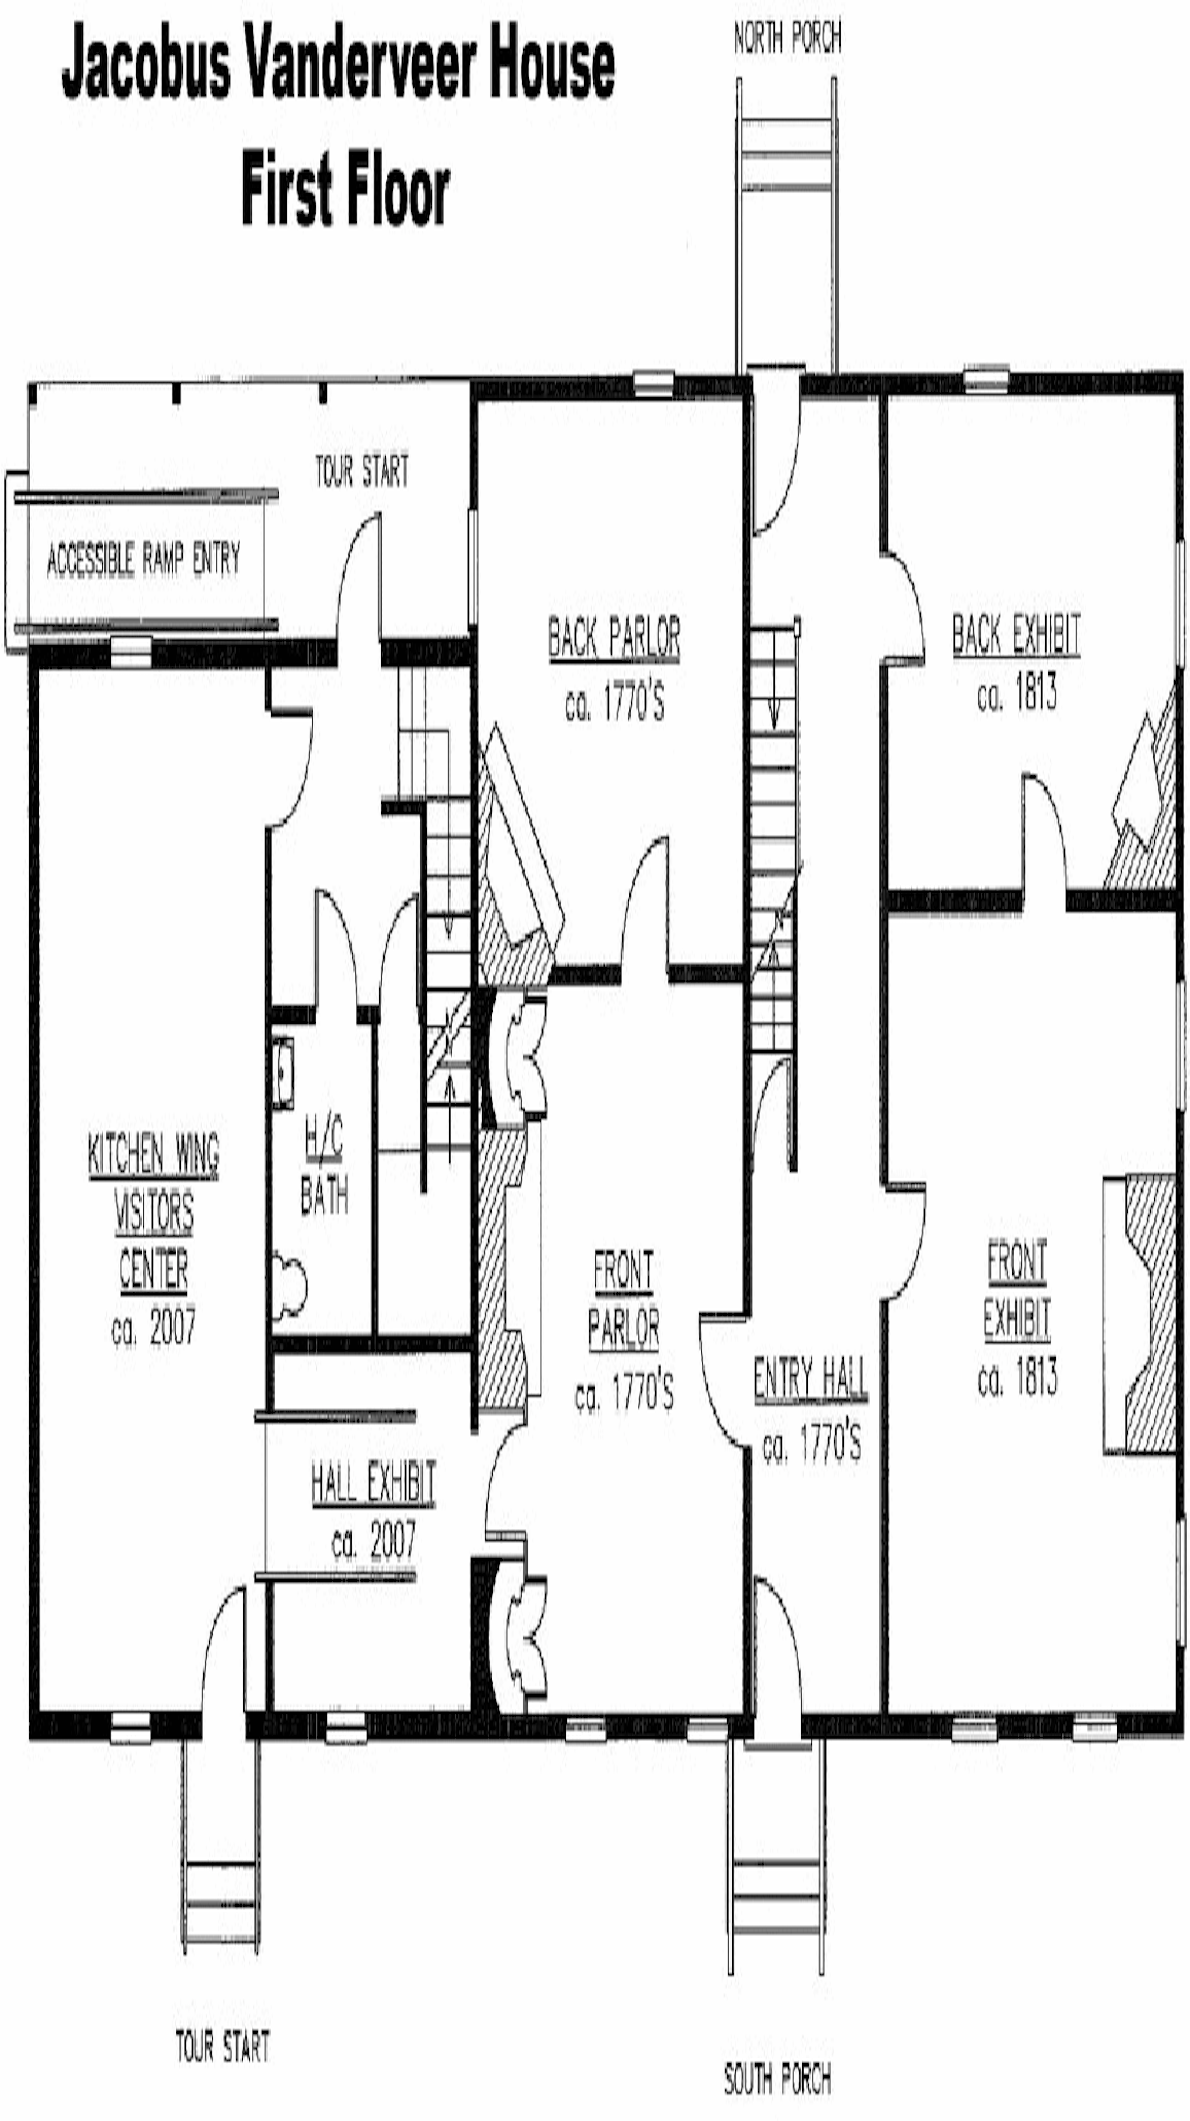 Jacobus Vanderveer House
First Floor
NORTH PORCH
TOUR START
ACCESSIBLE RAMP ENTRY
BACK PARLOR
ca. 1770'S
BACK EXHIBIT
ca. 1813
KITCHEN WING
VISITORS
CENTER
ca. 2007
H/C
BATH
FRONT
PARLOR
ca. 1770'S
FRONT
EXHIBIT
ca. 1813
ENTRY HALL
ca. 1770'S
HALL EXHIBIT
ca. 2007
TOUR START
SOUTH PORCH